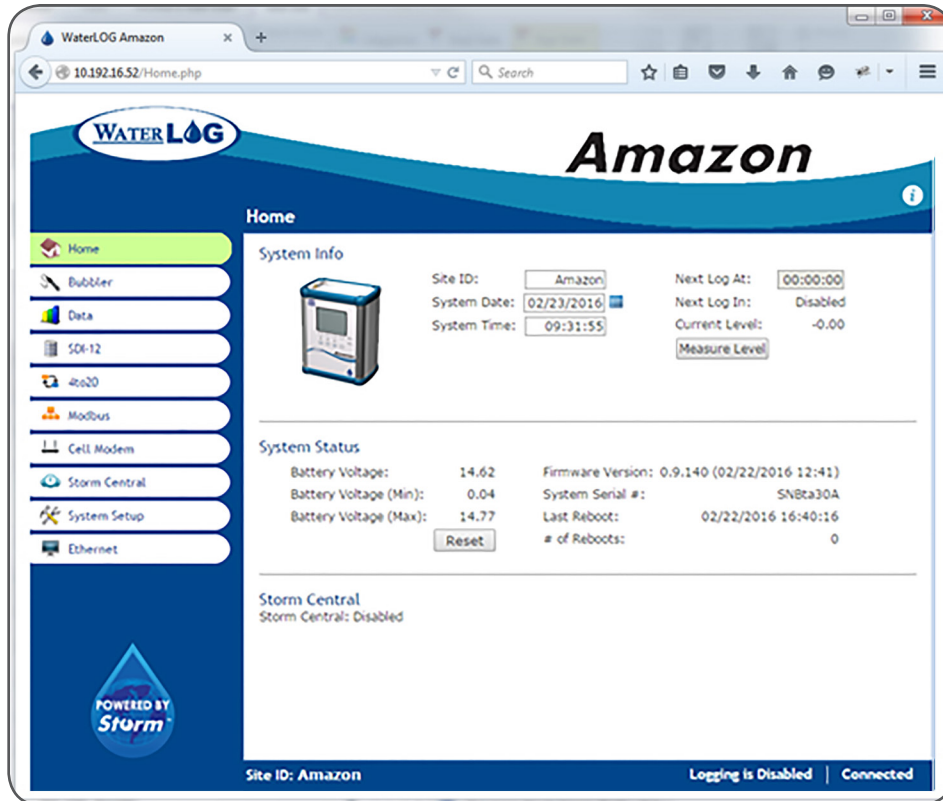 WaterLOG Amazon
10.192.16.52/Home.php
Search
WATERLOG
Amazon
Home
Home
Bubbler
Data
SDI-12
4to20
Modbus
Cell Modem
Storm Central
System Setup
Ethernet
POWERED BY
Storm™
System Info
Site ID: Amazon
System Date: 02/23/2016
System Time: 09:31:55
Next Log At: 00:00:00
Next Log In: Disabled
Current Level: -0.00
Measure Level
System Status
Battery Voltage: 14.62
Battery Voltage (Min): 0.04
Battery Voltage (Max): 14.77
Reset
Firmware Version: 0.9.140 (02/22/2016 12:41)
System Serial #: SNBta30A
Last Reboot: 02/22/2016 16:40:16
# of Reboots: 0
Storm Central
Storm Central: Disabled
Site ID: Amazon
Logging is Disabled | Connected